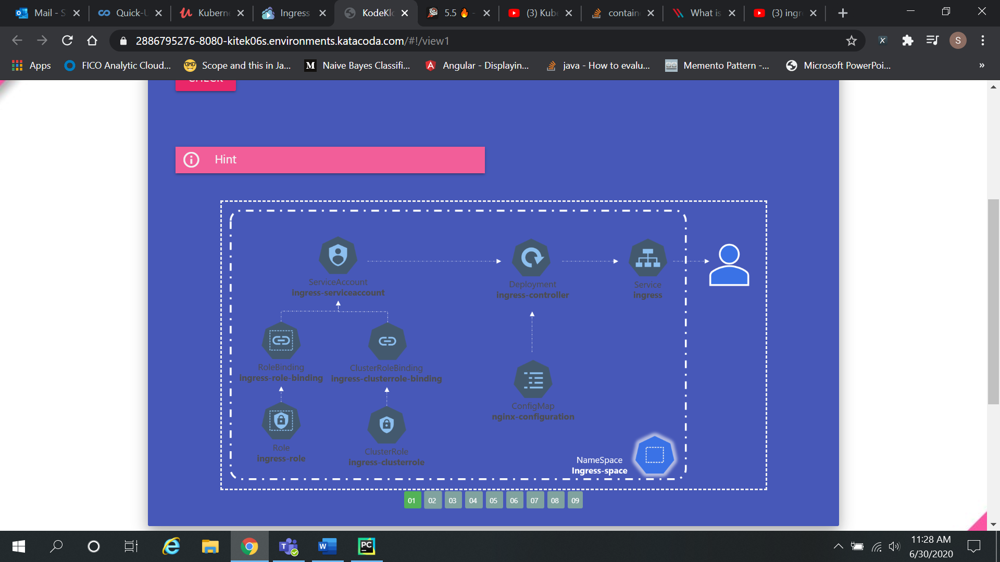 Mail - S
Quick-U
Kuberne
Ingress
KodeKlo
5.5 🔥 -
(3) Kube
contain
What is
(3) ingr
2886795276-8080-kitek06s.environments.katacoda.com/#!/view1
S
Apps
FICO Analytic Cloud...
Scope and this in Ja...
Naive Bayes Classifi...
Angular - Displayin...
java - How to evalu...
Memento Pattern -...
Microsoft PowerPoi...
»
CHECK
Hint
ServiceAccount
ingress-serviceaccount
Deployment
ingress-controller
Service
ingress
RoleBinding
ingress-role-binding
ClusterRoleBinding
ingress-clusterrole-binding
ConfigMap
nginx-configuration
Role
ingress-role
ClusterRole
ingress-clusterrole
NameSpace
Ingress-space
01 02 03 04 05 06 07 08 09
11:28 AM
6/30/2020